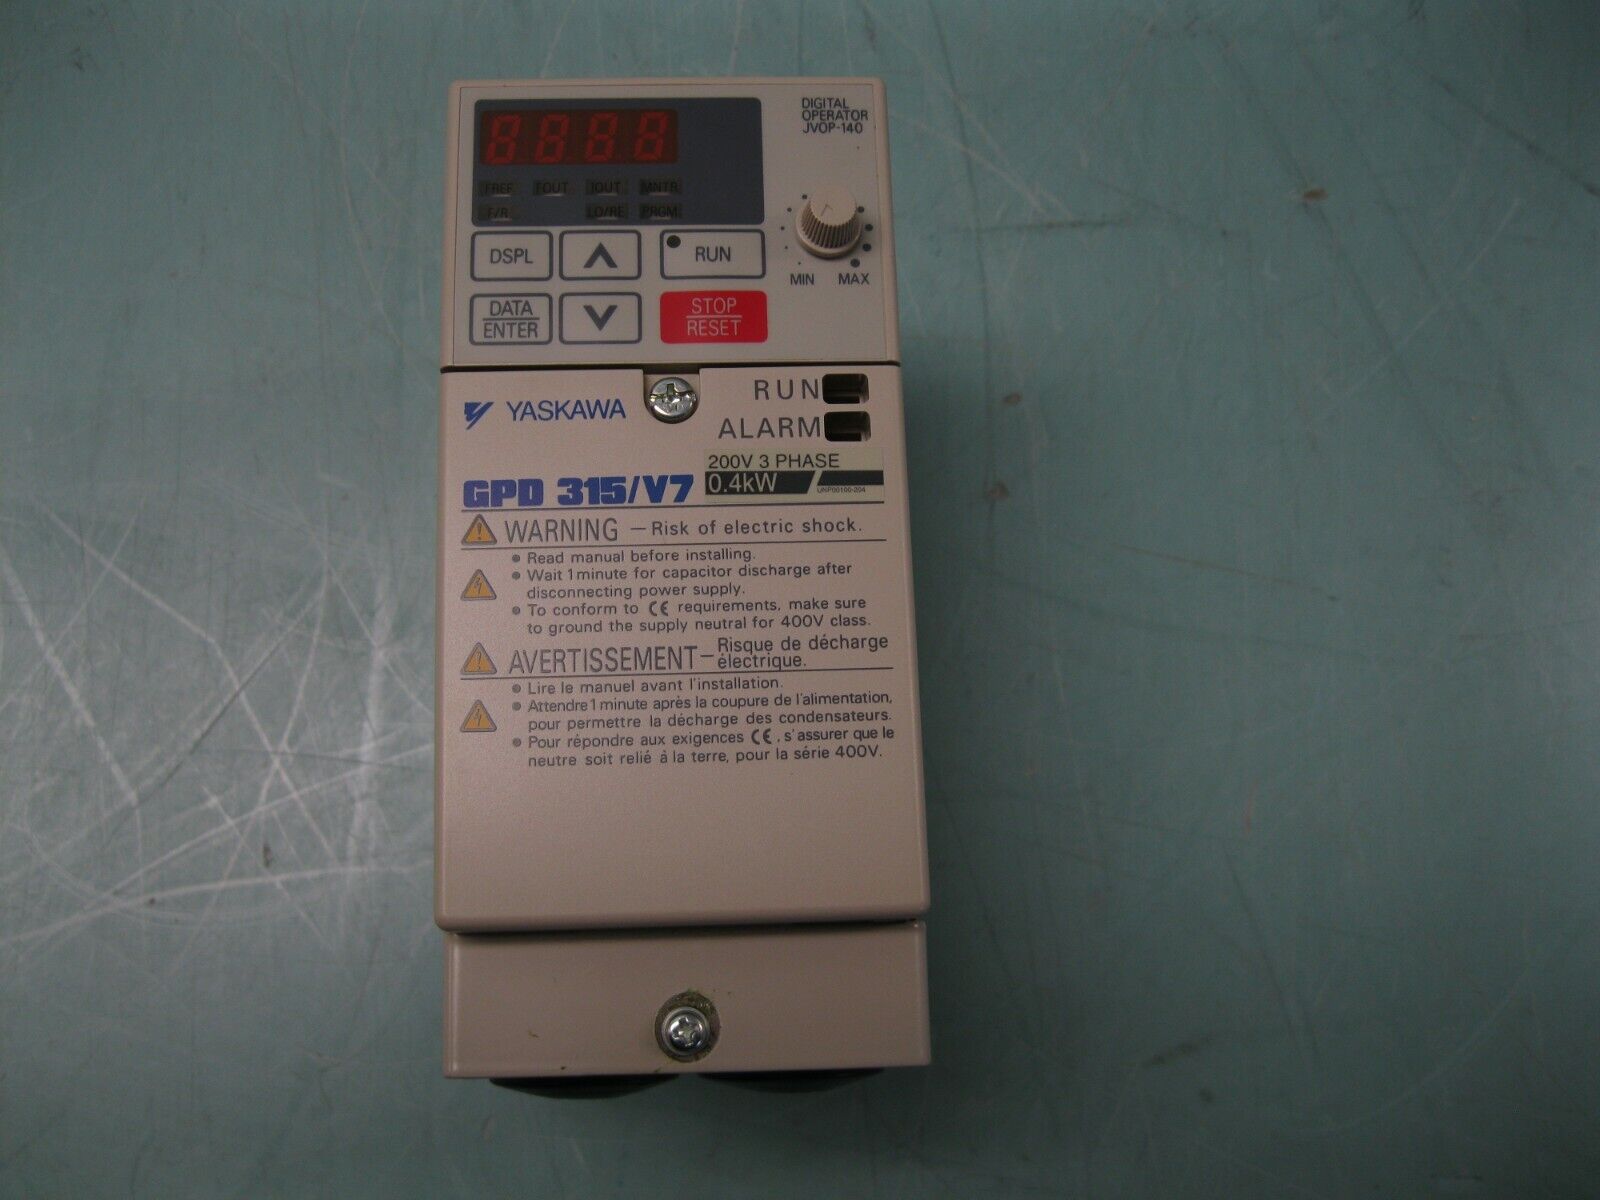 DIGITAL
OPERATOR
JVOP-140
8888
FREF FOUT IOUT MNTR
F/R LO/RE PRGM
DSPL RUN
MIN MAX
DATA
ENTER
STOP
RESET
RUN
YASKAWA
ALARM
200V 3 PHASE
GPD 315/V7
0.4kW
WARNING – Risk of electric shock.
• Read manual before installing.
• Wait 1 minute for capacitor discharge after
disconnecting power supply.
• To conform to CE requirements, make sure
to ground the supply neutral for 400V class.
AVERTISSEMENT – Risque de décharge
électrique.
• Lire le manuel avant l'installation.
• Attendre 1 minute après la coupure de l'alimentation,
pour permettre la décharge des condensateurs.
• Pour répondre aux exigences CE, s'assurer que le
neutre soit relié à la terre, pour la série 400V.